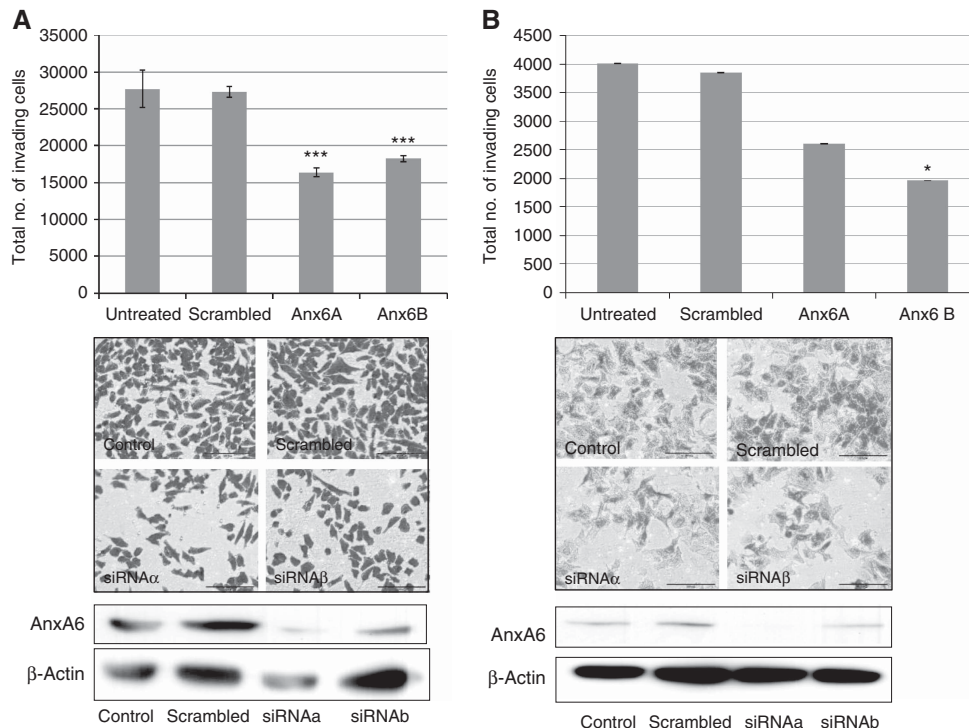 A
Total no. of invading cells
35000
30000
25000
20000
15000
10000
5000
0
***
***
Untreated Scrambled Anx6A Anx6B
Control
Scrambled
siRNAα
siRNAβ
AnxA6
β-Actin
Control Scrambled siRNAa siRNAb
B
Total no. of invading cells
4500
4000
3500
3000
2500
2000
1500
1000
500
0
*
Untreated Scrambled Anx6A Anx6 B
Control
Scrambled
siRNAα
siRNAβ
AnxA6
β-Actin
Control Scrambled siRNAa siRNAb